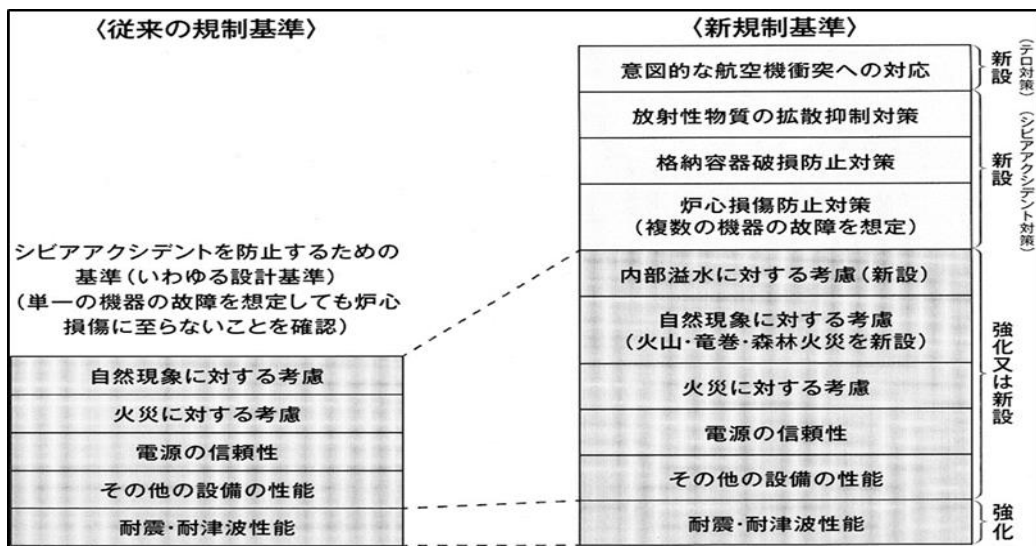 〈従来の規制基準〉
シビアアクシデントを防止するための
基準(いわゆる設計基準)
(単一の機器の故障を想定しても炉心
損傷に至らないことを確認)
自然現象に対する考慮
火災に対する考慮
電源の信頼性
その他の設備の性能
耐震・耐津波性能
〈新規制基準〉
意図的な航空機衝突への対応
放射性物質の拡散抑制対策
格納容器破損防止対策
炉心損傷防止対策
(複数の機器の故障を想定)
内部溢水に対する考慮(新設)
自然現象に対する考慮
(火山・竜巻・森林火災を新設)
火災に対する考慮
電源の信頼性
その他の設備の性能
耐震・耐津波性能
新設
(テロ対策)
新設
(シビアアクシデント対策)
強化又は新設
強化